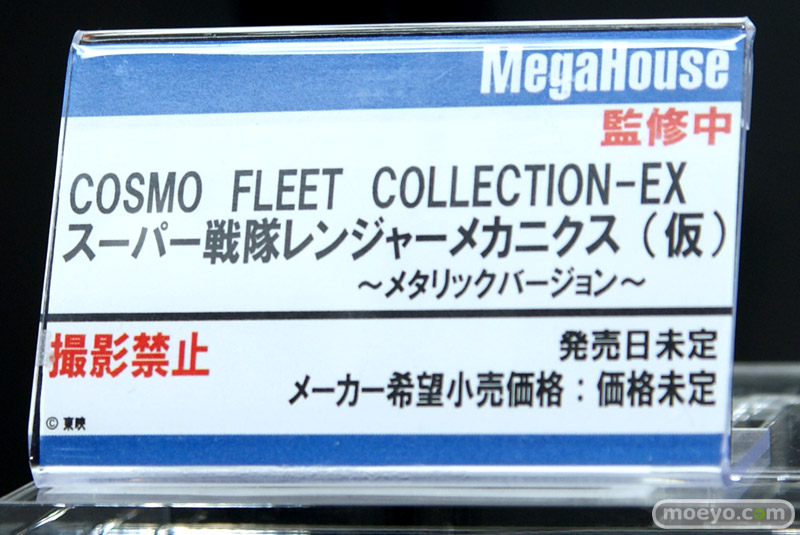 MegaHouse
監修中
COSMO FLEET COLLECTION-EX
スーパー戦隊レンジャーメカニクス（仮）
～メタリックバージョン～
撮影禁止
発売日未定
メーカー希望小売価格：価格未定
© 東映
moeyo.com